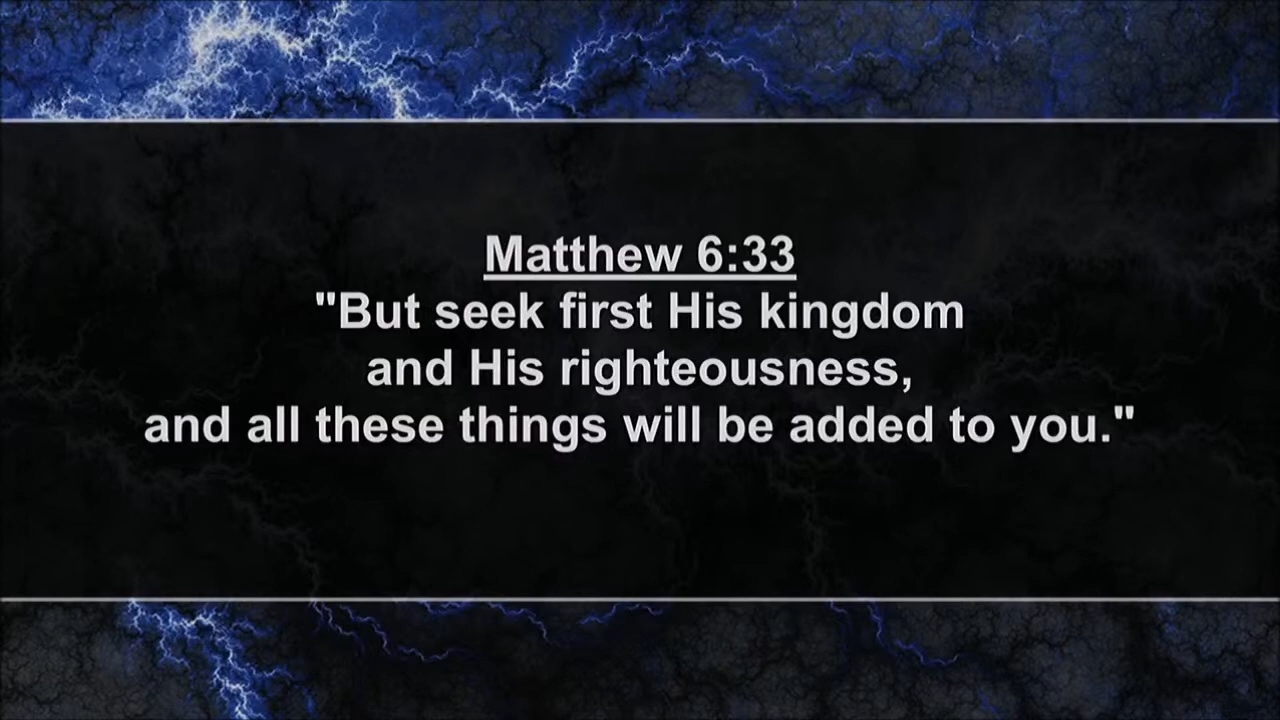 Matthew 6:33
"But seek first His kingdom
and His righteousness,
and all these things will be added to you."